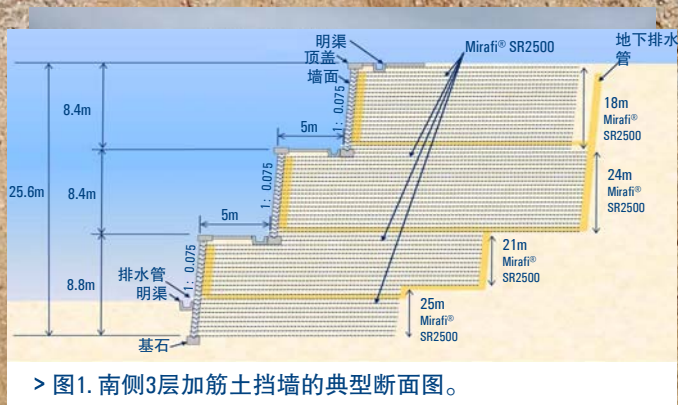 明渠
顶盖
墙面
Mirafi® SR2500
地下排水
管
8.4m
5m
1: 0.075
18m
Mirafi®
SR2500
25.6m
8.4m
5m
1: 0.075
24m
Mirafi®
SR2500
8.8m
1: 0.075
21m
Mirafi®
SR2500
排水管
明渠
25m
Mirafi®
SR2500
基石
> 图1. 南侧3层加筋土挡墙的典型断面图。